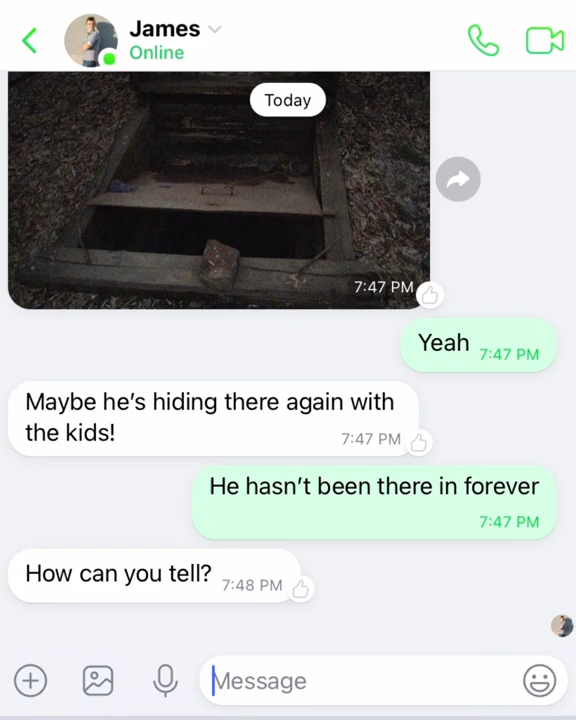 James
Online
Today
7:47 PM
Yeah
7:47 PM
Maybe he’s hiding there again with
the kids!
7:47 PM
He hasn’t been there in forever
7:47 PM
How can you tell?
7:48 PM
Message